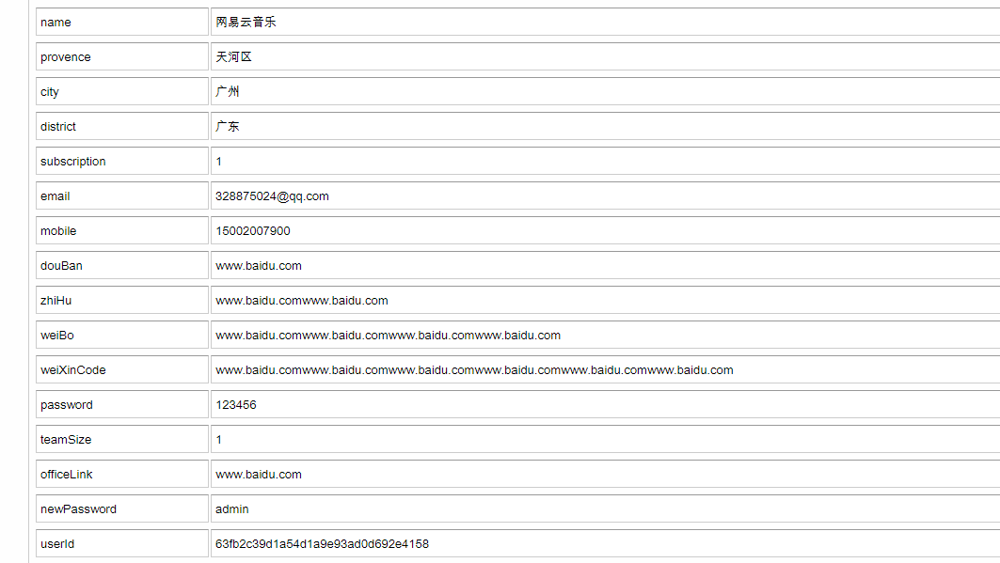 name 网易云音乐
provence 天河区
city 广州
district 广东
subscription 1
email 328875024@qq.com
mobile 15002007900
douBan www.baidu.com
zhiHu www.baidu.comwww.baidu.com
weiBo www.baidu.comwww.baidu.comwww.baidu.comwww.baidu.com
weiXinCode www.baidu.comwww.baidu.comwww.baidu.comwww.baidu.comwww.baidu.comwww.baidu.com
password 123456
teamSize 1
officeLink www.baidu.com
newPassword admin
userId 63fb2c39d1a54d1a9e93ad0d692e4158